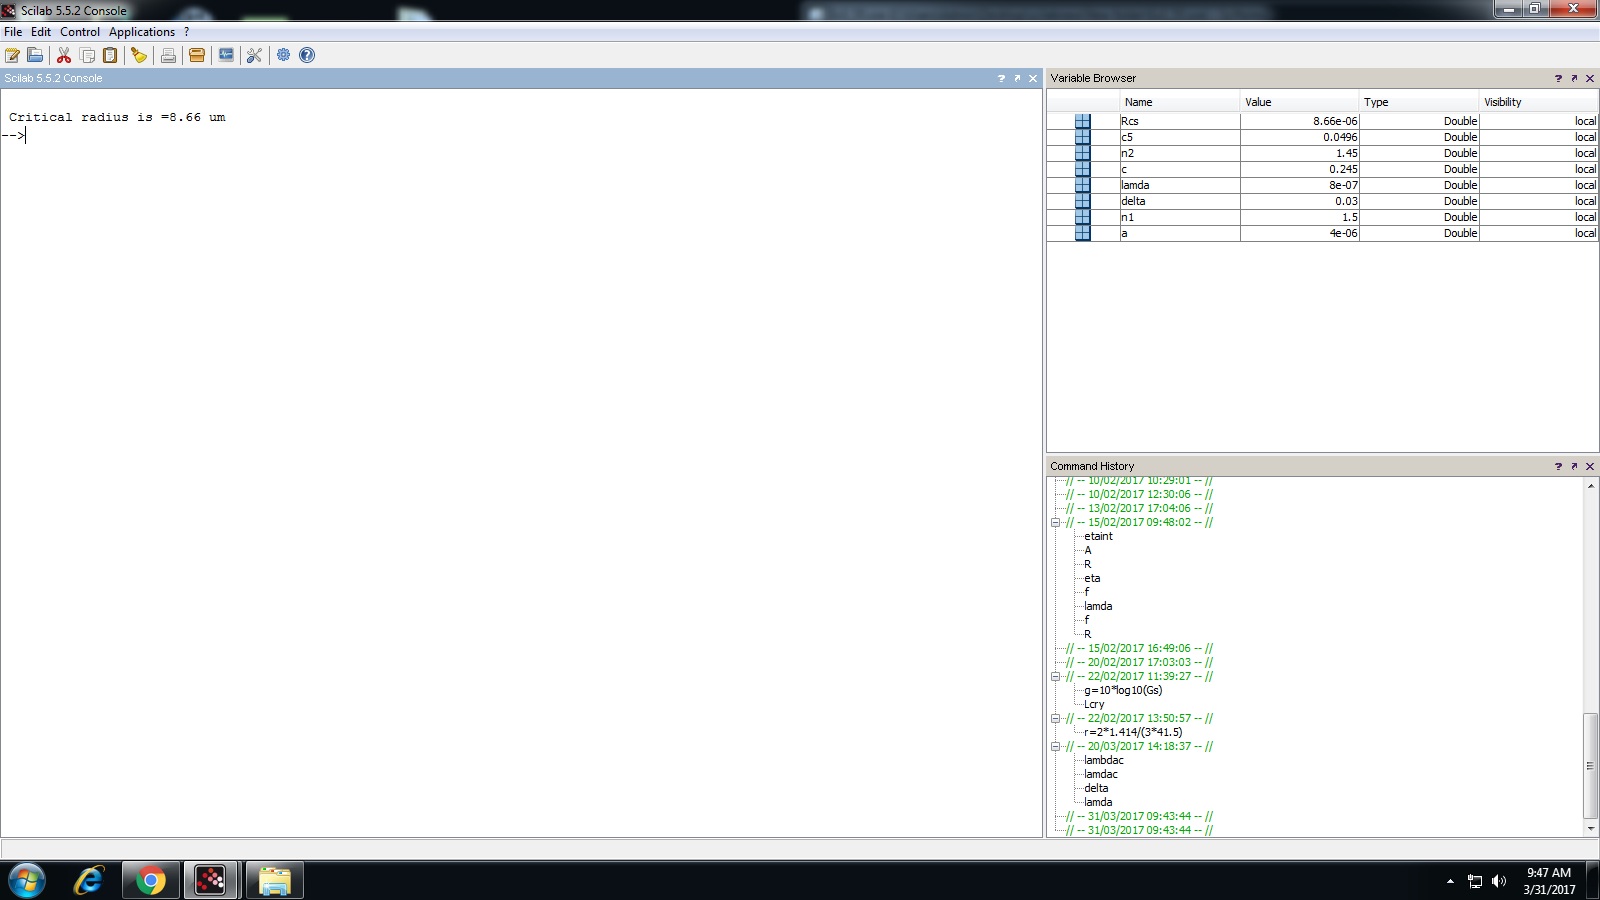 Scilab 5.5.2 Console
File Edit Control Applications ?
Scilab 5.5.2 Console
Critical radius is =8.66 um
-->
Variable Browser
Name Value Type Visibility
Rcs 8.66e-06 Double local
c5 0.0496 Double local
n2 1.45 Double local
c 0.245 Double local
lamda 8e-07 Double local
delta 0.03 Double local
n1 1.5 Double local
a 4e-06 Double local
Command History
// -- 10/02/2017 10:29:01 -- //
// -- 10/02/2017 12:30:06 -- //
// -- 13/02/2017 17:04:06 -- //
// -- 15/02/2017 09:48:02 -- //
etaint
A
R
eta
f
lamda
f
R
// -- 15/02/2017 16:49:06 -- //
// -- 20/02/2017 17:03:03 -- //
// -- 22/02/2017 11:39:27 -- //
g=10*log10(Gs)
Lcry
// -- 22/02/2017 13:50:57 -- //
r=2*1.414/(3*41.5)
// -- 20/03/2017 14:18:37 -- //
lambdac
lamdac
delta
lamda
// -- 31/03/2017 09:43:44 -- //
// -- 31/03/2017 09:43:44 -- //
9:47 AM
3/31/2017